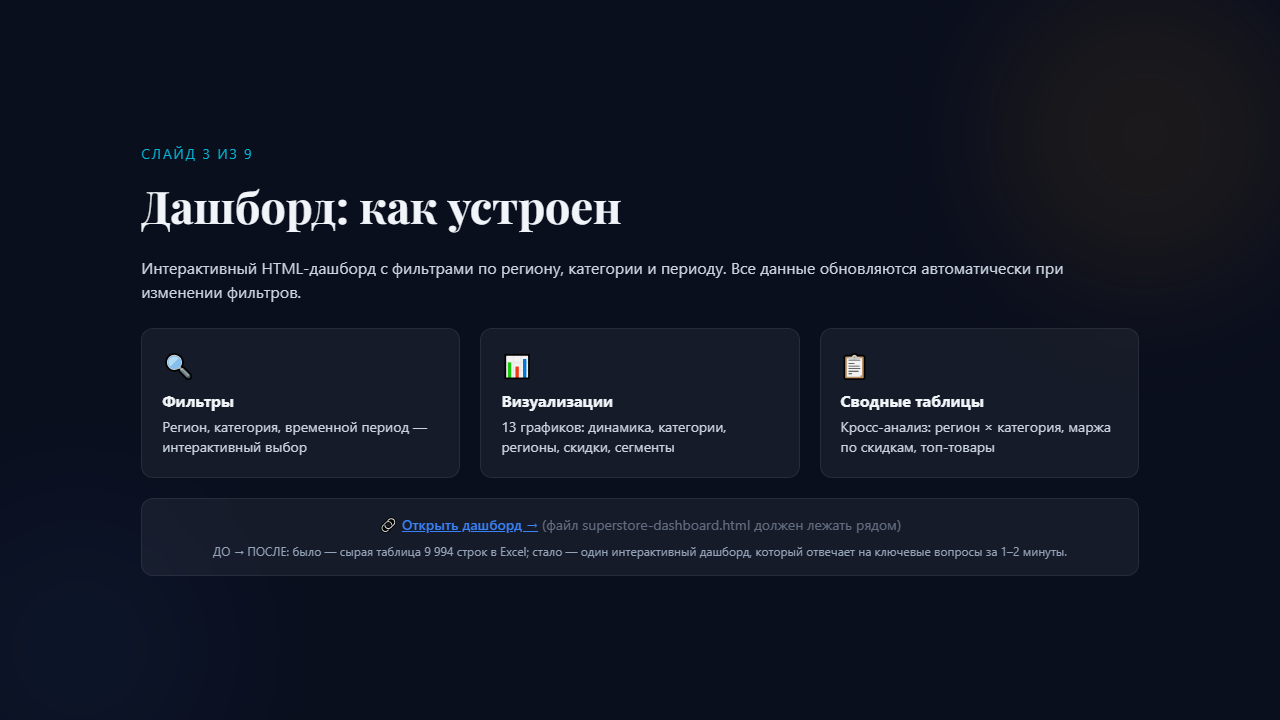 СЛАЙД 3 ИЗ 9
Дашборд: как устроен
Интерактивный HTML-дашборд с фильтрами по региону, категории и периоду. Все данные обновляются автоматически при
изменении фильтров.
Фильтры
Регион, категория, временной период —
интерактивный выбор
Визуализации
13 графиков: динамика, категории,
регионы, скидки, сегменты
Сводные таблицы
Кросс-анализ: регион × категория, маржа
по скидкам, топ-товары
Открыть дашборд → (файл superstore-dashboard.html должен лежать рядом)
ДО → ПОСЛЕ: было — сырая таблица 9 994 строк в Excel; стало — один интерактивный дашборд, который отвечает на ключевые вопросы за 1–2 минуты.